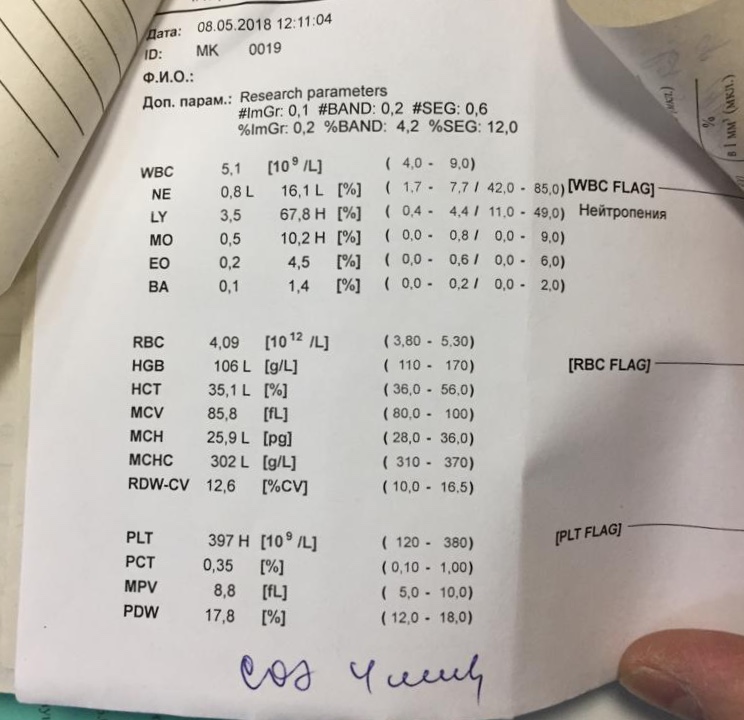 Дата: 08.05.2018 12:11:04
ID: МК 0019
Ф.И.О.:
Доп. парам.: Research parameters
#ImGr: 0,1 #BAND: 0,2 #SEG: 0,6
%ImGr: 0,2 %BAND: 4,2 %SEG: 12,0
WBC 5,1 [10⁹ /L] ( 4,0 - 9,0)
NE 0,8 L 16,1 L [%] ( 1,7 - 7,7 / 42,0 - 85,0) [WBC FLAG]
LY 3,5 67,8 H [%] ( 0,4 - 4,4 / 11,0 - 49,0) Нейтропения
MO 0,5 10,2 H [%] ( 0,0 - 0,8 / 0,0 - 9,0)
EO 0,2 4,5 [%] ( 0,0 - 0,6 / 0,0 - 6,0)
BA 0,1 1,4 [%] ( 0,0 - 0,2 / 0,0 - 2,0)
RBC 4,09 [10¹² /L] ( 3,80 - 5,30)
HGB 106 L [g/L] ( 110 - 170) [RBC FLAG]
HCT 35,1 L [%] ( 36,0 - 56,0)
MCV 85,8 [fL] ( 80,0 - 100)
MCH 25,9 L [pg] ( 28,0 - 36,0)
MCHC 302 L [g/L] ( 310 - 370)
RDW-CV 12,6 [%CV] ( 10,0 - 16,5)
PLT 397 H [10⁹ /L] ( 120 - 380) [PLT FLAG]
PCT 0,35 [%] ( 0,10 - 1,00)
MPV 8,8 [fL] ( 5,0 - 10,0)
PDW 17,8 [%] ( 12,0 - 18,0)
СОЭ 4 мм/ч
%
в 1 мм³ (мкл.)